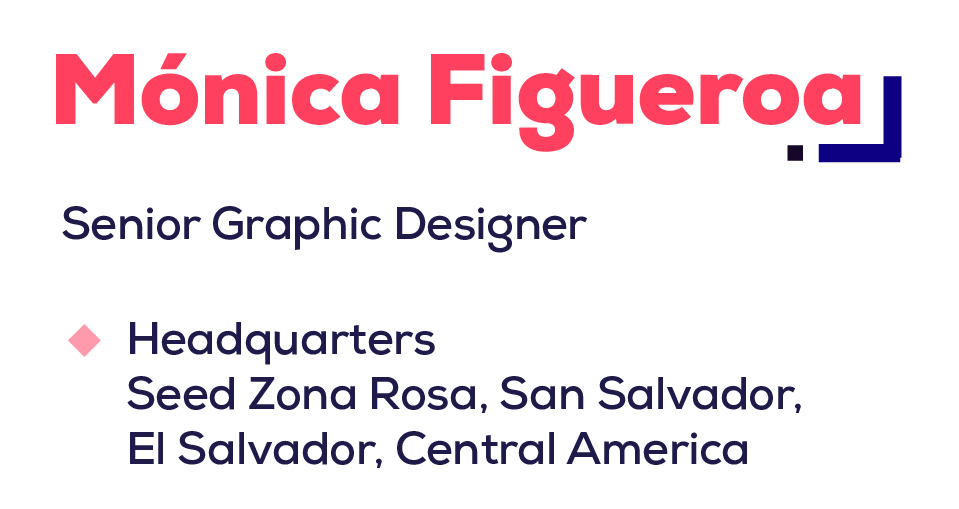 Mónica Figueroa
Senior Graphic Designer
Headquarters
Seed Zona Rosa, San Salvador,
El Salvador, Central America